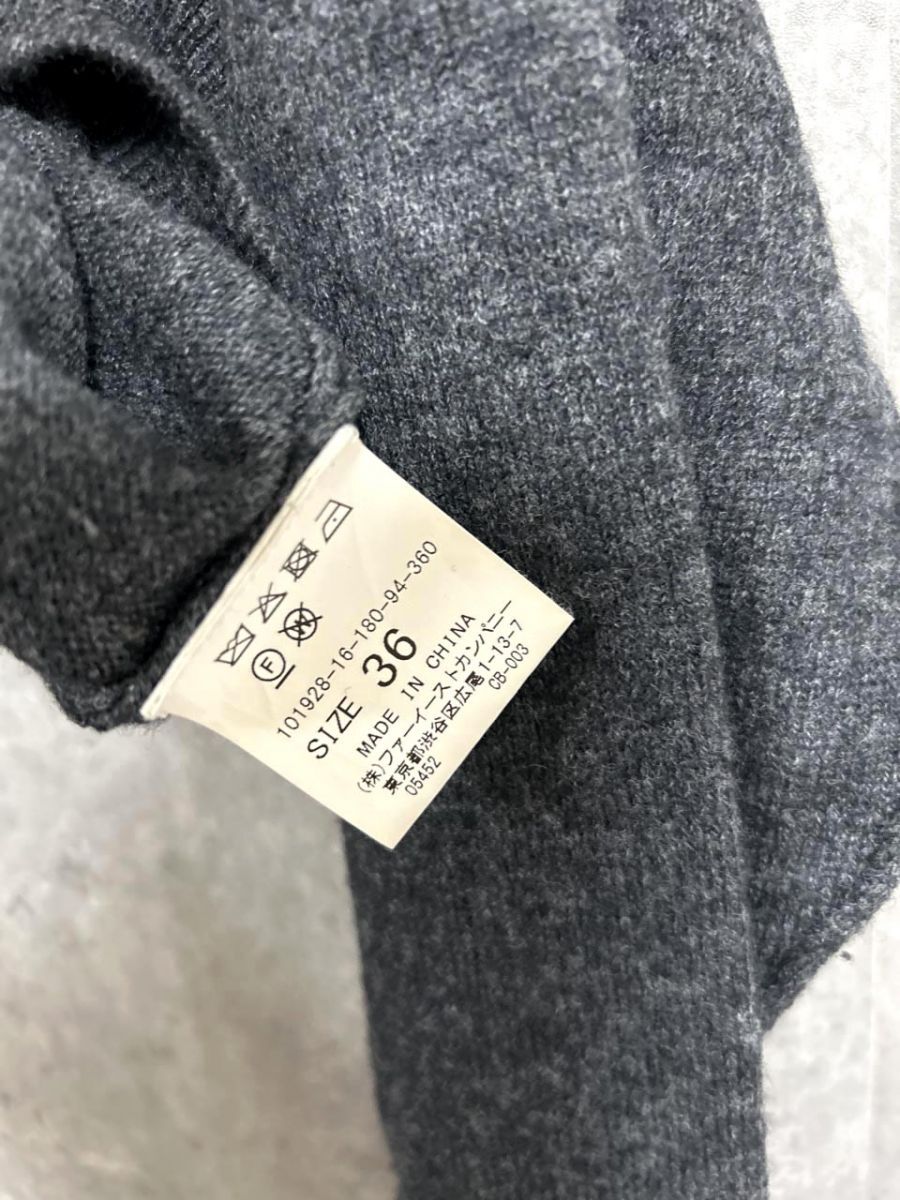 F
W
101928-16-180-94-360
SIZE 36
MADE IN CHINA
(株)ファーイーストカンパニー
東京都渋谷区広尾1-13-7
05452 CB-003